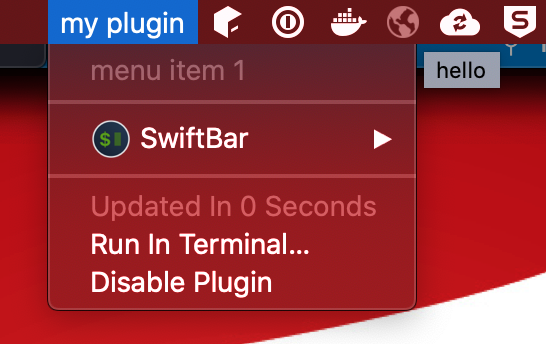 my plugin
hello
menu item 1
$
SwiftBar
Updated In 0 Seconds
Run In Terminal...
Disable Plugin